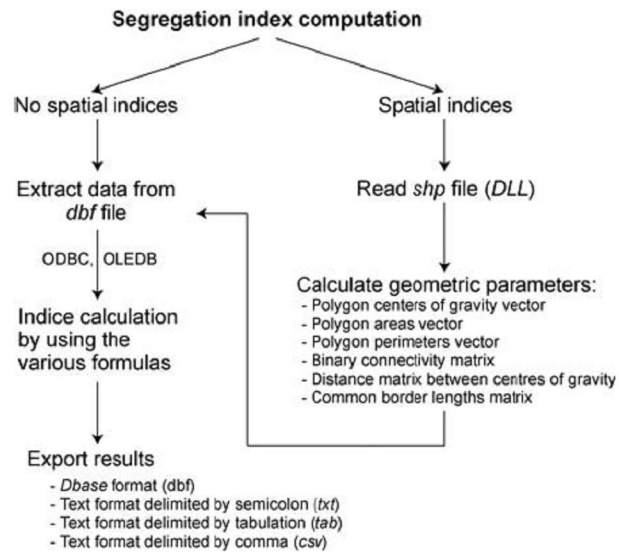 Segregation index computation
No spatial indices
Spatial indices
Extract data from
dbf file
Read shp file (DLL)
ODBC, OLEDB
Calculate geometric parameters:
- Polygon centers of gravity vector
- Polygon areas vector
- Polygon perimeters vector
- Binary connectivity matrix
- Distance matrix between centres of gravity
- Common border lengths matrix
Indice calculation
by using the
various formulas
Export results
- Dbase format (dbf)
- Text format delimited by semicolon (txt)
- Text format delimited by tabulation (tab)
- Text format delimited by comma (csv)